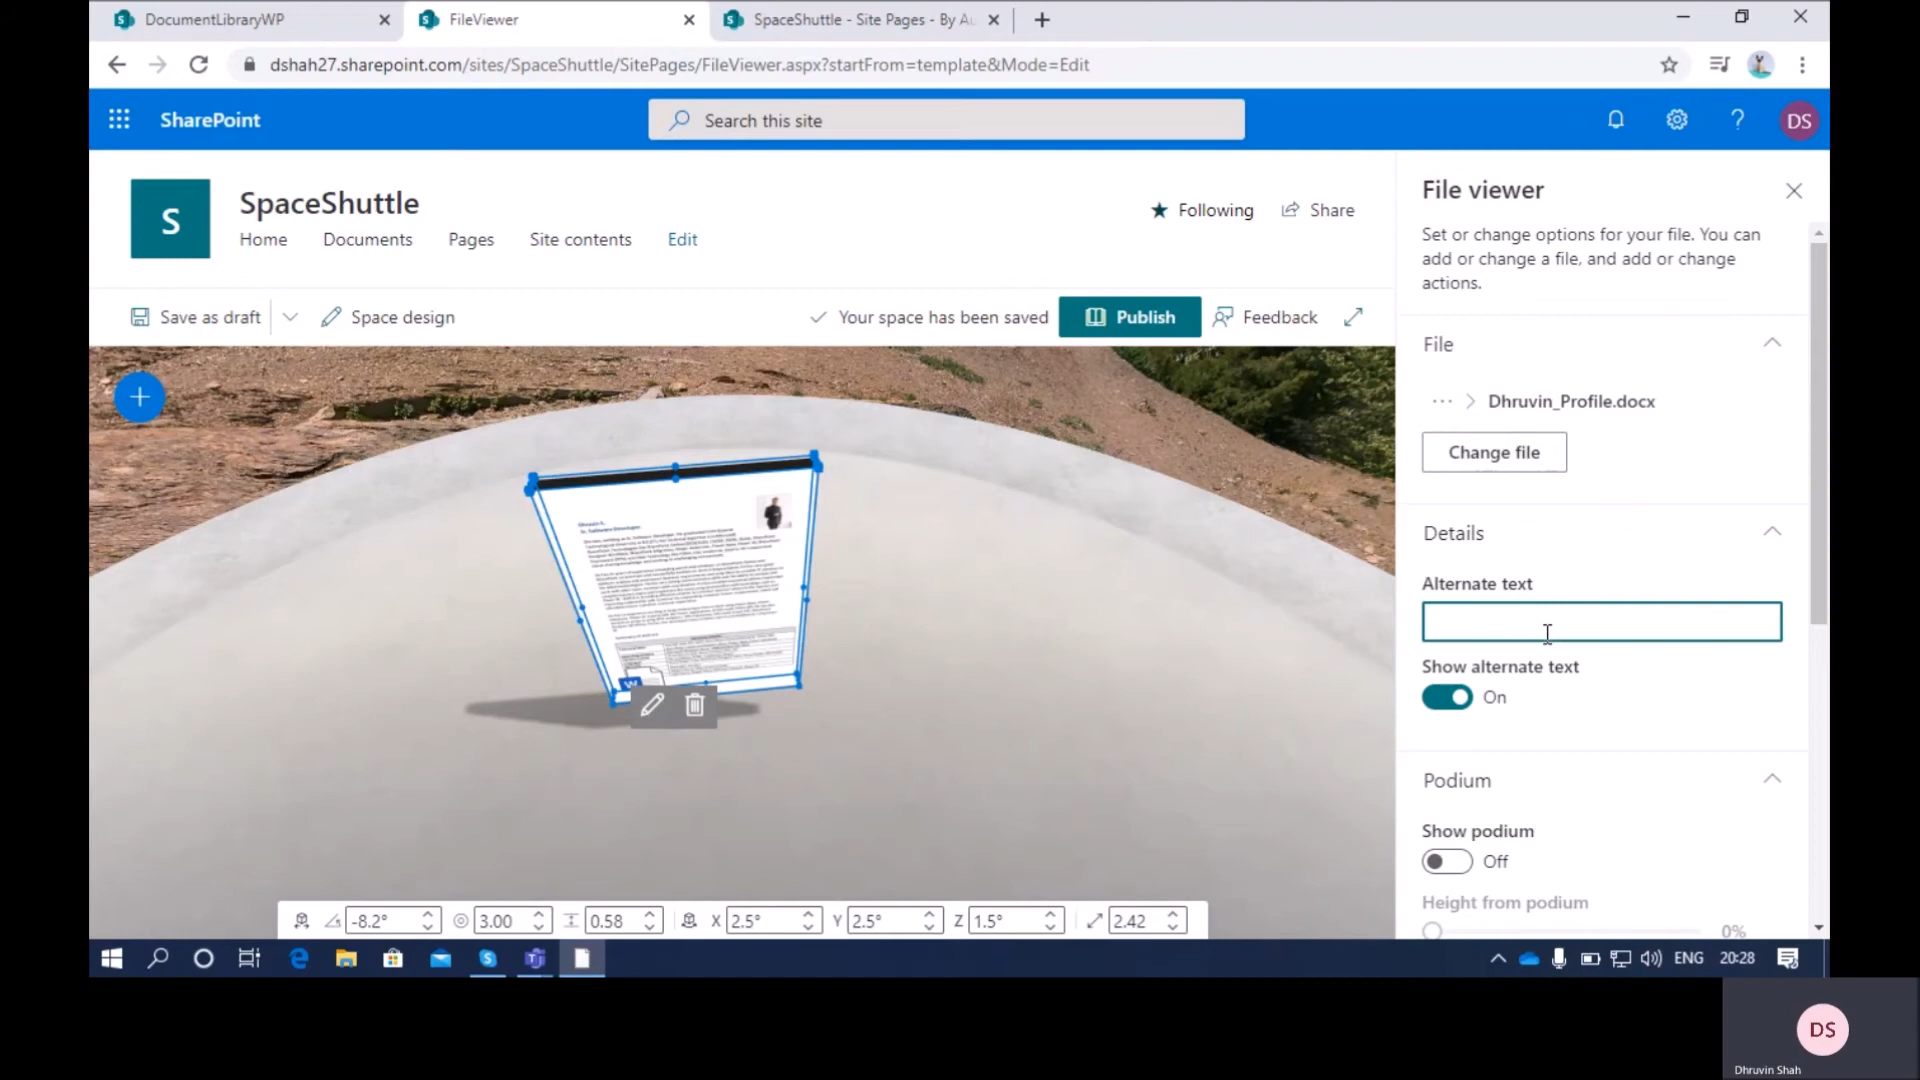 DocumentLibraryWP
FileViewer
SpaceShuttle - Site Pages - By Au
dshah27.sharepoint.com/sites/SpaceShuttle/SitePages/FileViewer.aspx?startFrom=template&Mode=Edit
SharePoint
Search this site
DS
S
SpaceShuttle
Home Documents Pages Site contents Edit
Following
Share
Save as draft
Space design
Your space has been saved
Publish
Feedback
File viewer
Set or change options for your file. You can
add or change a file, and add or change
actions.
File
Dhruvin_Profile.docx
Change file
Details
Alternate text
Show alternate text
On
Podium
Show podium
Off
Height from podium
0%
-8.2° 3.00 0.58 X 2.5° Y 2.5° Z 1.5° 2.42
ENG 20:28
DS
Dhruvin Shah